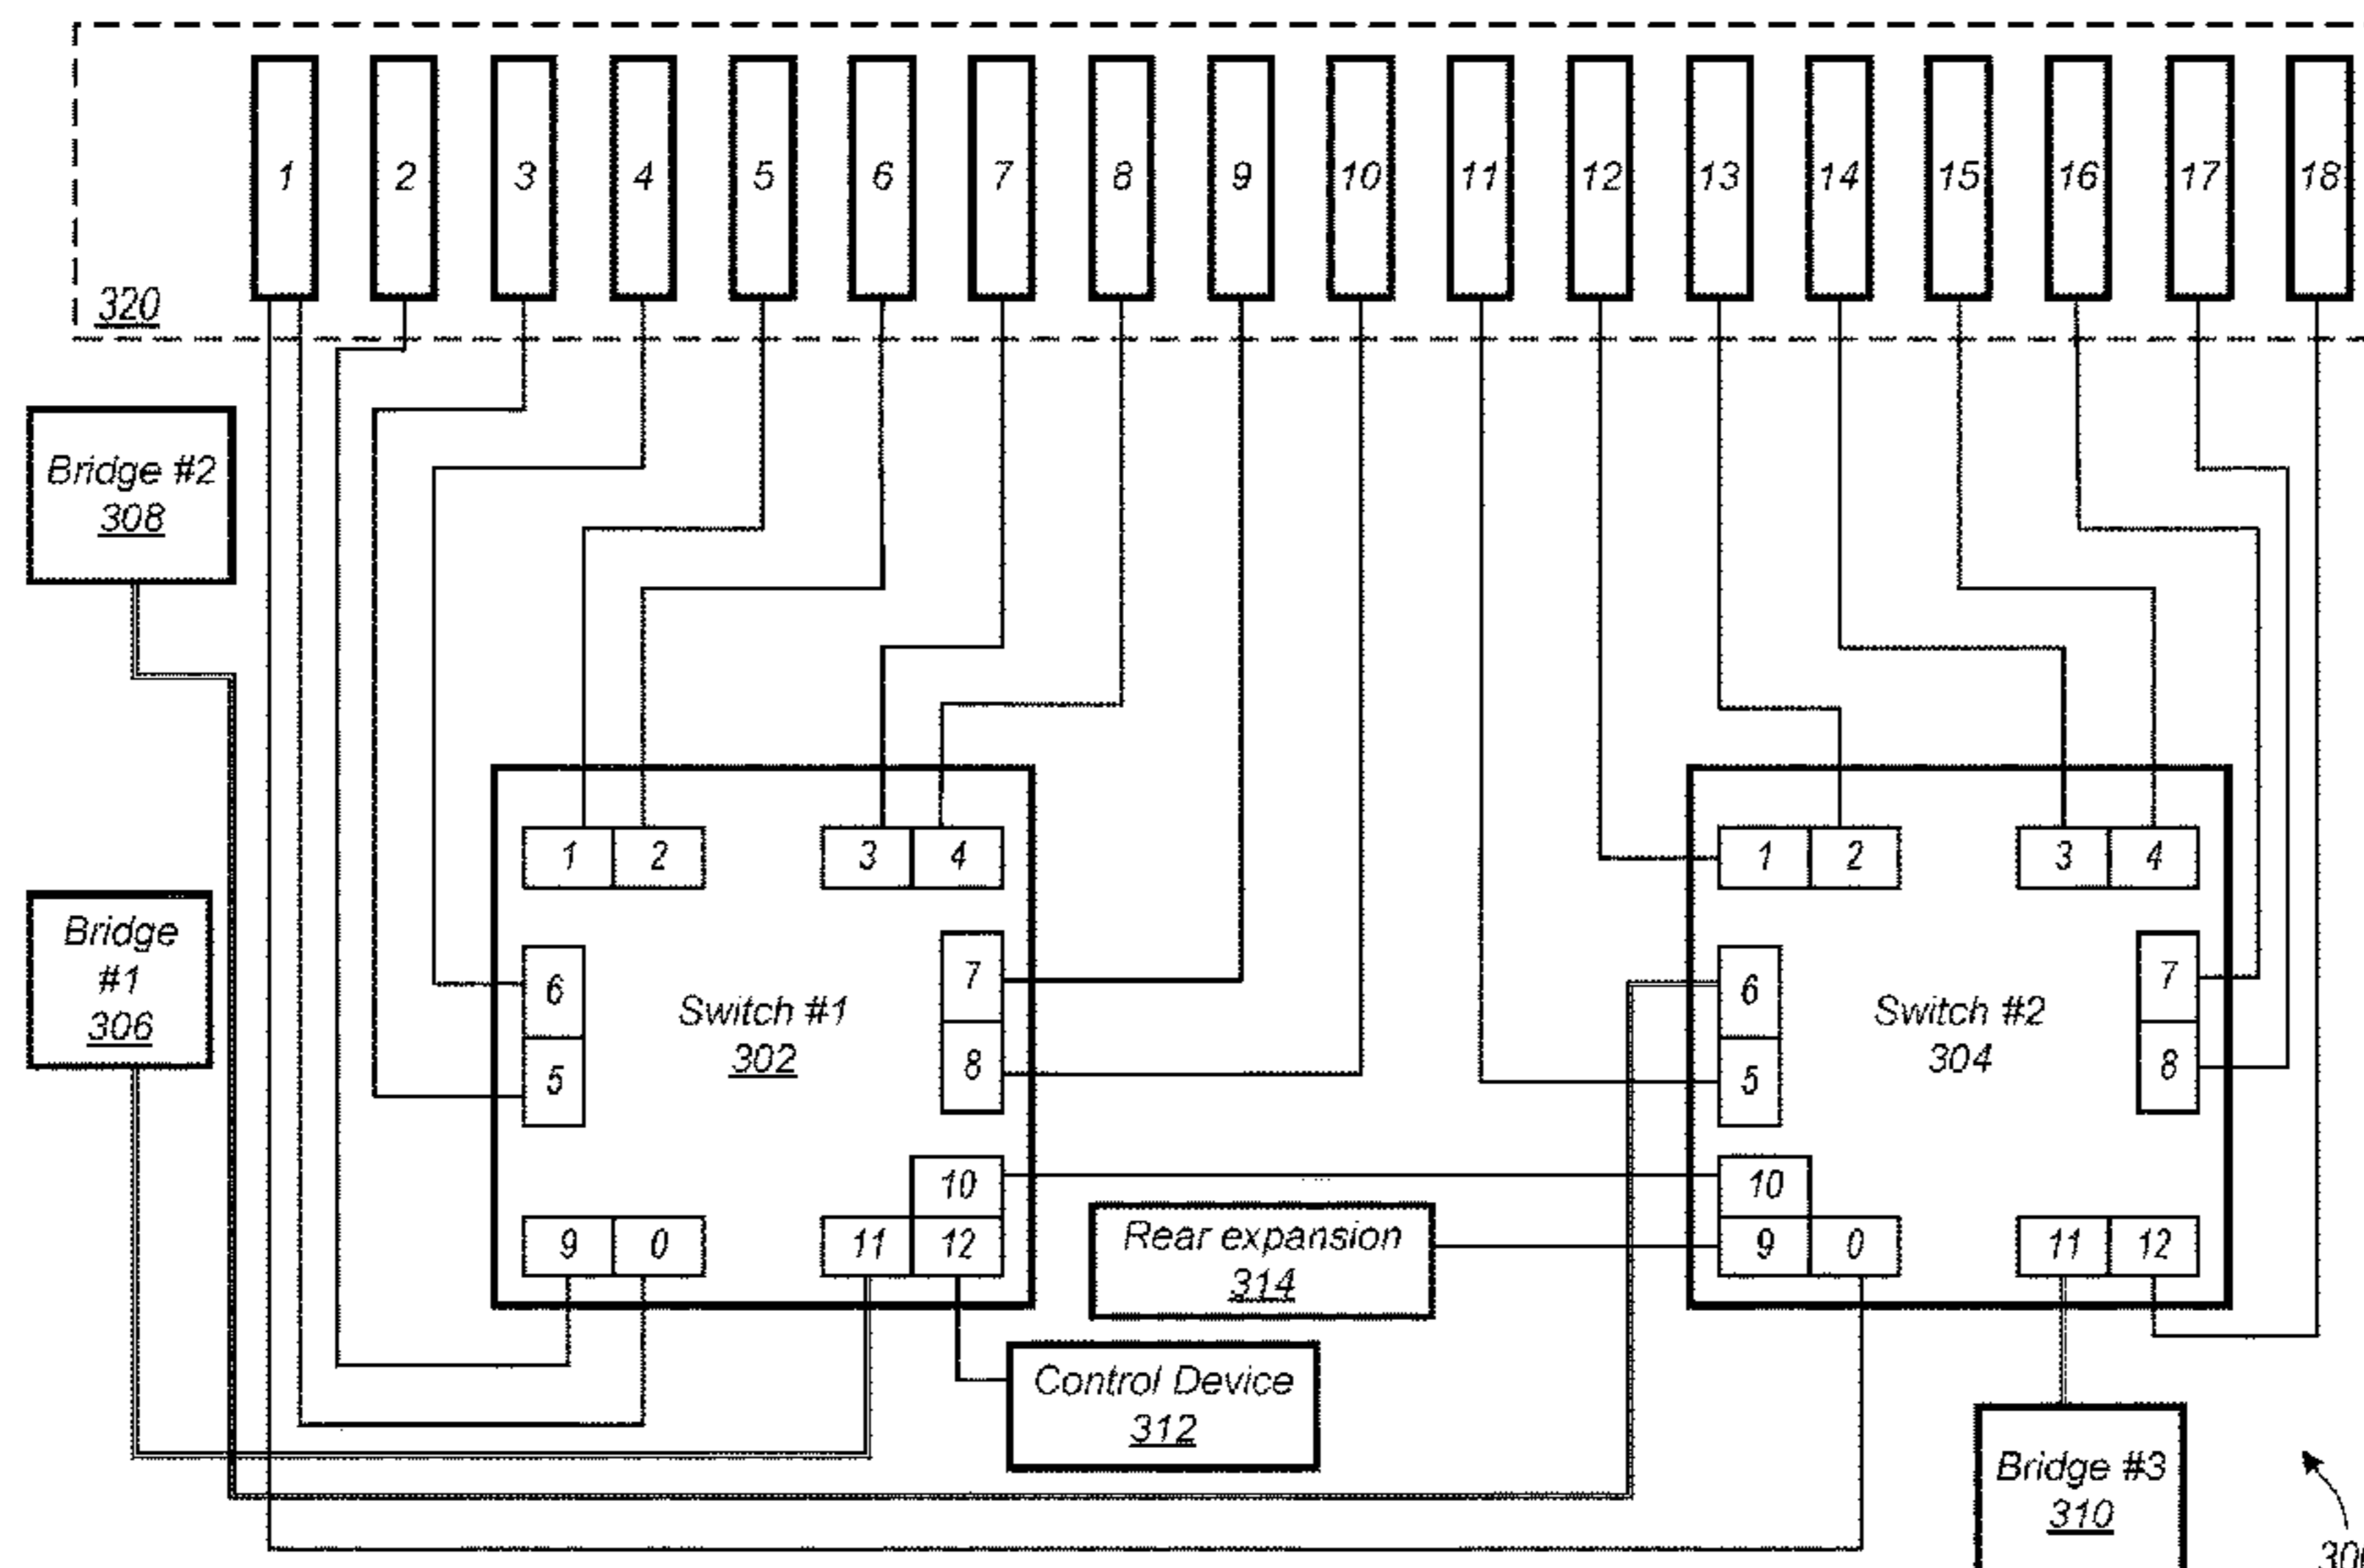 1 2 3 4 5 6 7 8 9 10 11 12 13 14 15 16 17 18
320
Bridge #2
308
Bridge
#1
306
1 2 3 4
6
5
7
8
Switch #1
302
10
9 0 11 12
1 2 3 4
6
5
7
8
Switch #2
304
10
9 0 11 12
Rear expansion
314
Control Device
312
Bridge #3
310